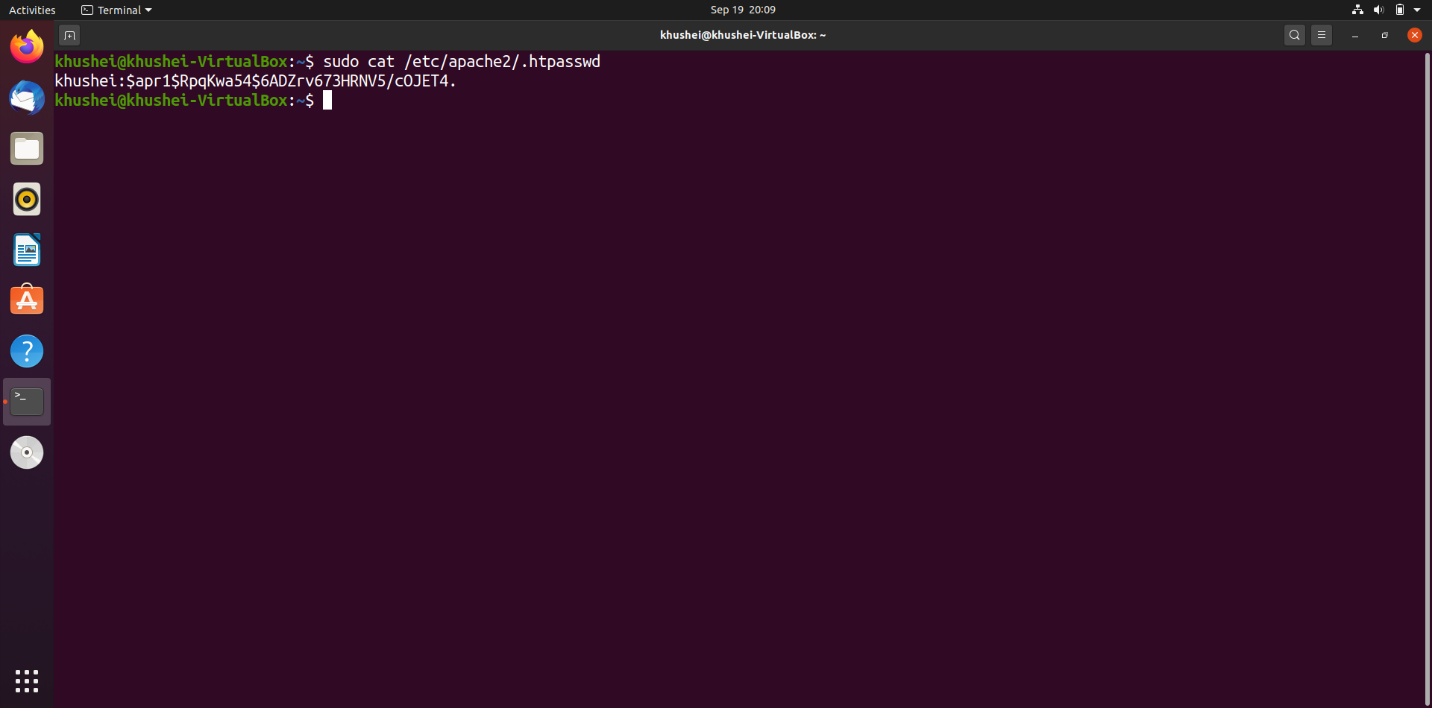 Activities
Terminal
Sep 19 20:09
khushei@khushei-VirtualBox: ~
khushei@khushei-VirtualBox:~$ sudo cat /etc/apache2/.htpasswd
khushei:$apr1$RpqKwa54$6ADZrv673HRNV5/cOJET4.
khushei@khushei-VirtualBox:~$